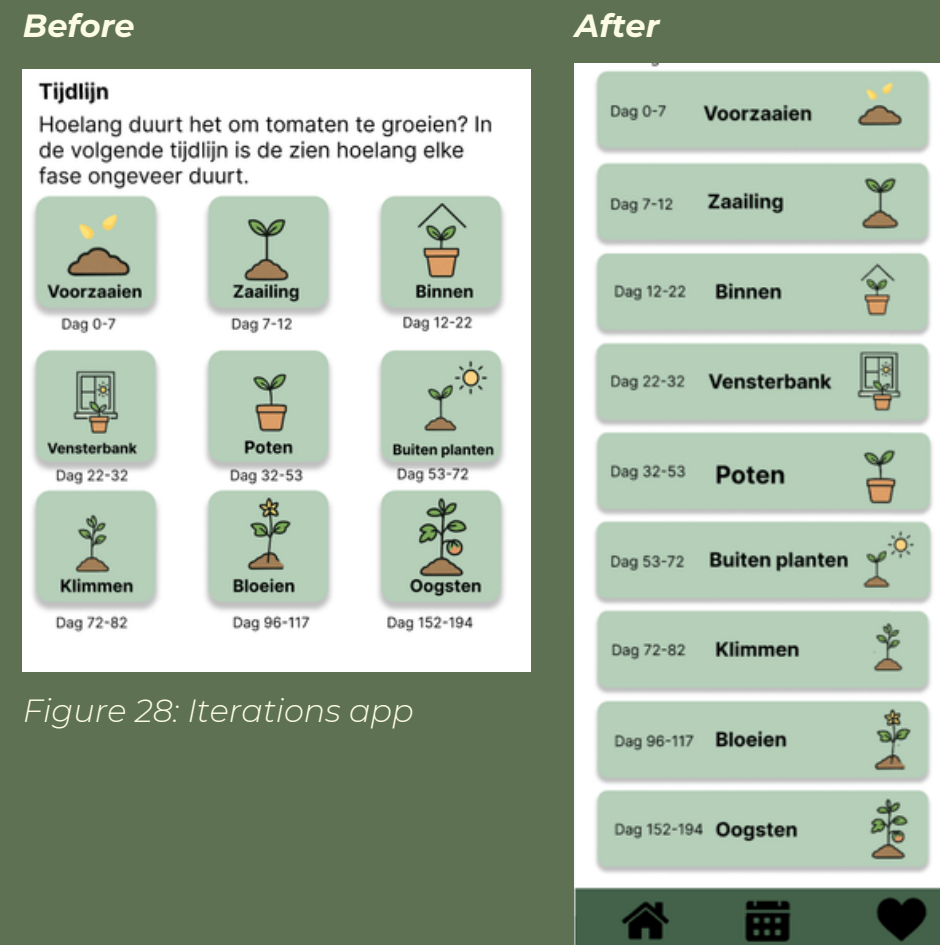 Before
Tijdlijn
Hoelang duurt het om tomaten te groeien? In
de volgende tijdlijn is de zien hoelang elke
fase ongeveer duurt.
Voorzaaien
Zaailing
Binnen
Dag 0-7
Dag 7-12
Dag 12-22
Vensterbank
Poten
Buiten planten
Dag 22-32
Dag 32-53
Dag 53-72
Klimmen
Bloeien
Oogsten
Dag 72-82
Dag 96-117
Dag 152-194
Figure 28: Iterations app
After
Dag 0-7 Voorzaaien
Dag 7-12 Zaailing
Dag 12-22 Binnen
Dag 22-32 Vensterbank
Dag 32-53 Poten
Dag 53-72 Buiten planten
Dag 72-82 Klimmen
Dag 96-117 Bloeien
Dag 152-194 Oogsten